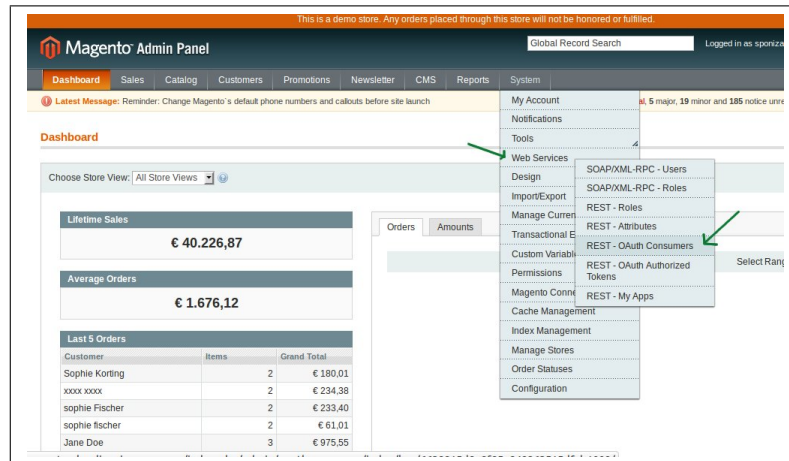 This is a demo store. Any orders placed through this store will not be honored or fulfilled.
Magento Admin Panel
Global Record Search
Logged in as sponiza
Dashboard Sales Catalog Customers Promotions Newsletter CMS Reports System
Latest Message: Reminder: Change Magento`s default phone numbers and callouts before site launch
5 major, 19 minor and 185 notice unre
My Account
Notifications
Tools
Web Services
Design
Import/Export
Manage Curren
Transactional E
Custom Variabl
Permissions
Magento Conne
Cache Management
Index Management
Manage Stores
Order Statuses
Configuration
SOAP/XML-RPC - Users
SOAP/XML-RPC - Roles
REST - Roles
REST - Attributes
REST - OAuth Consumers
REST - OAuth Authorized
Tokens
REST - My Apps
Dashboard
Choose Store View: All Store Views
Lifetime Sales
€ 40.226,87
Average Orders
€ 1.676,12
Orders Amounts
Select Rang
Last 5 Orders
Customer Items Grand Total
Sophie Korting 2 € 180,01
xxxx xxxx 2 € 234,38
sophie Fischer 2 € 233,40
sophie fischer 2 € 61,01
Jane Doe 3 € 975,55